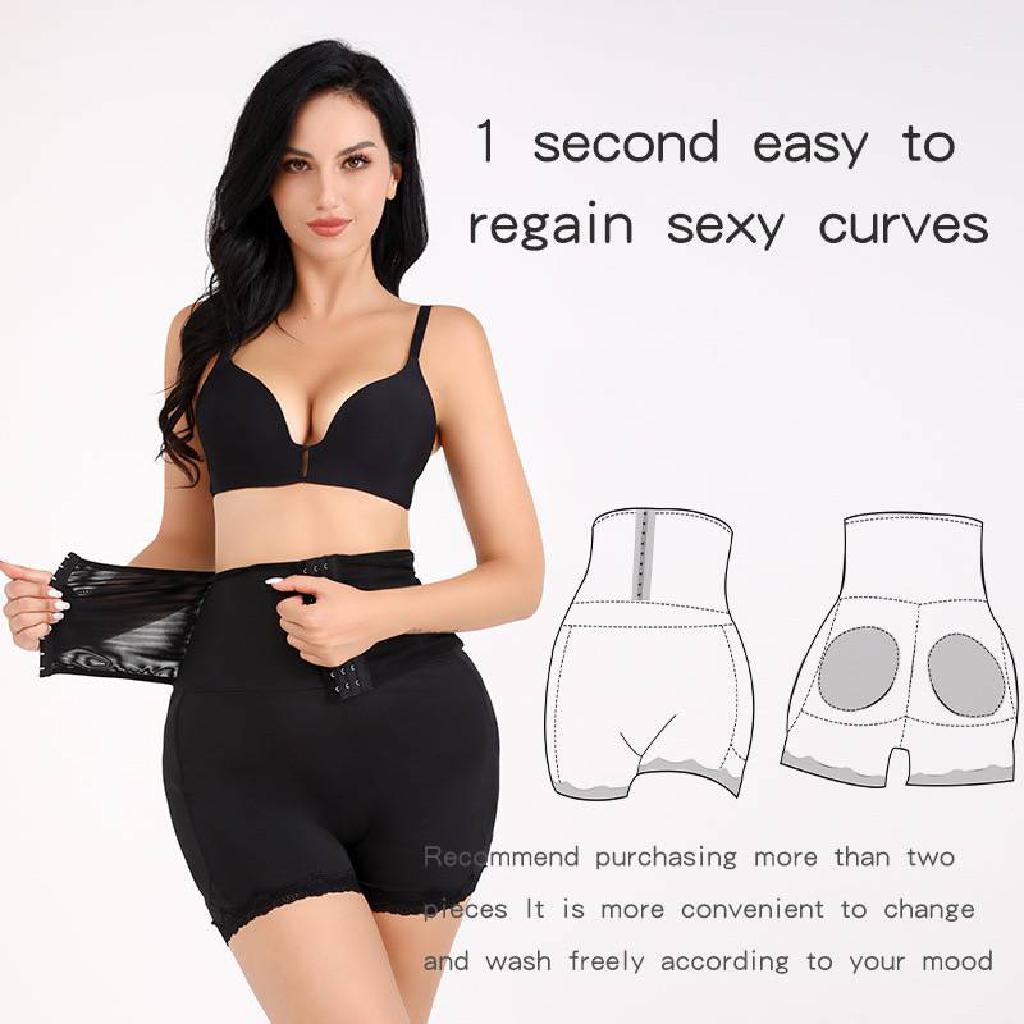 1 second easy to
regain sexy curves
Recommend purchasing more than two
pieces It is more convenient to change
and wash freely according to your mood